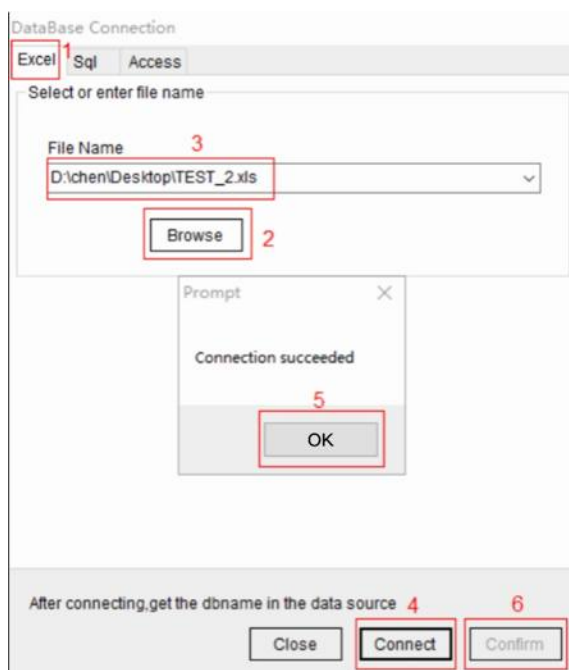 DataBase Connection
1
Excel Sql Access
Select or enter file name
File Name 3
D:\chen\Desktop\TEST_2.xls
Browse 2
Prompt
Connection succeeded
5
OK
After connecting,get the dbname in the data source 4 6
Close Connect Confirm